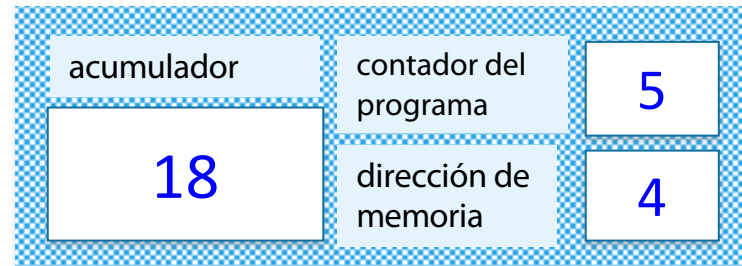 acumulador
18
contador del
programa
5
dirección de
memoria
4